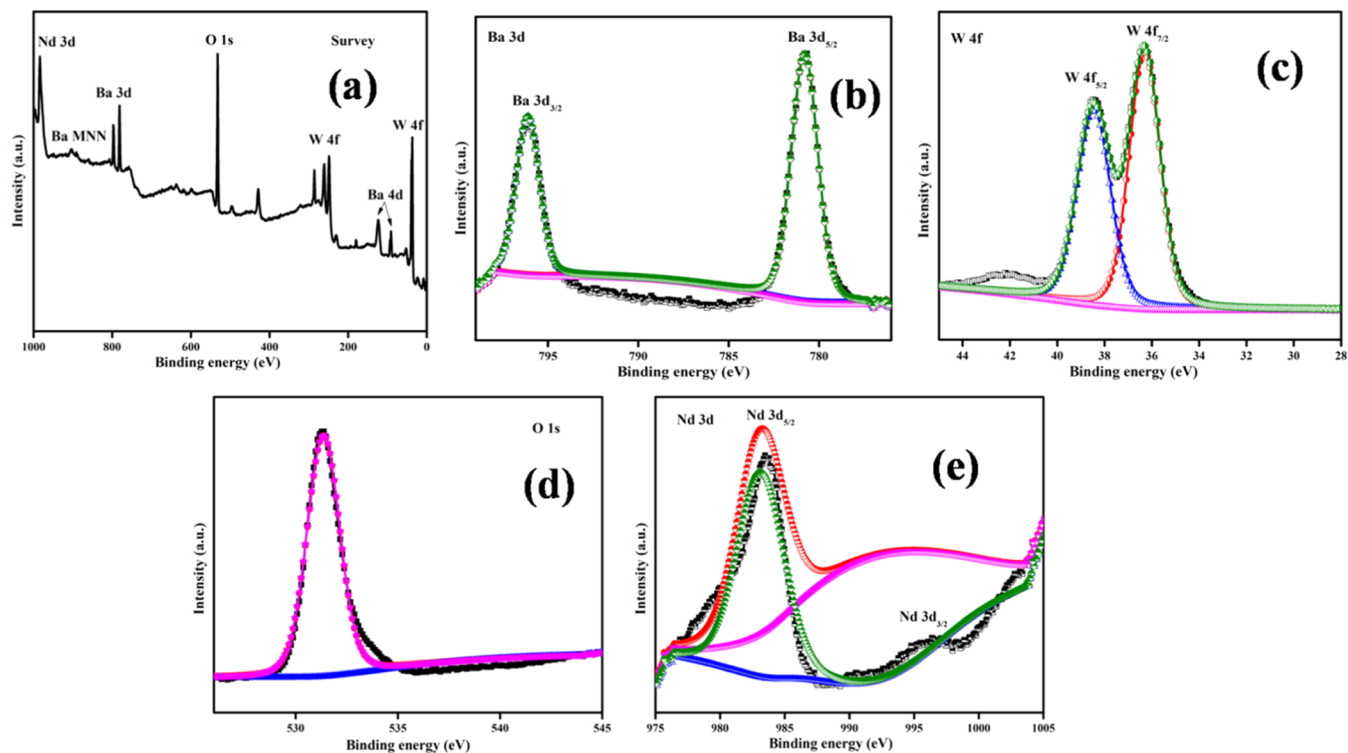 Nd 3d
O 1s
Survey
(a)
Ba 3d
Ba MNN
W 4f
W 4f
Ba 4d
Intensity (a.u.)
1000 800 600 400 200 0
Binding energy (eV)
Ba 3d
Ba 3d5/2
(b)
Ba 3d3/2
Intensity (a.u.)
795 790 785 780
Binding energy (eV)
W 4f
W 4f7/2
(c)
W 4f5/2
Intensity (a.u.)
44 42 40 38 36 34 32 30 28
Binding energy (eV)
O 1s
(d)
Intensity (a.u.)
530 535 540 545
Binding energy (eV)
Nd 3d
Nd 3d5/2
(e)
Nd 3d3/2
Intensity (a.u.)
975 980 985 990 995 1000 1005
Binding energy (eV)